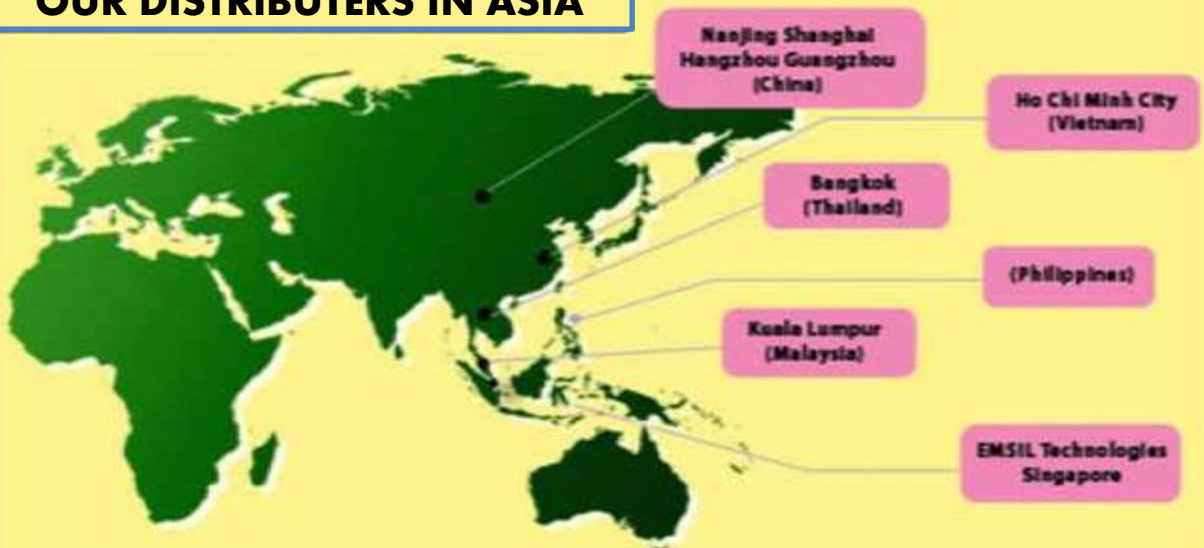 OUR DISTRIBUTERS IN ASIA
Nanjing Shanghai
Hangzhou Guangzhou
(China)
Ho Chi Minh City
(Vietnam)
Bangkok
(Thailand)
(Philippines)
Kuala Lumpur
(Malaysia)
EMSIL Technologies
Singapore